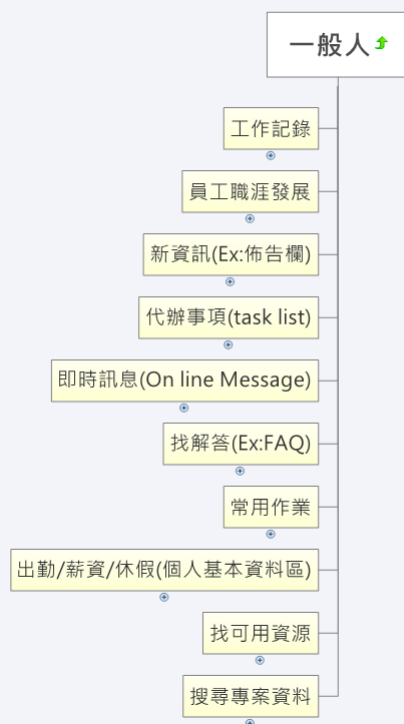 一般人
工作記錄
員工職涯發展
新資訊(Ex:佈告欄)
代辦事項(task list)
即時訊息(On line Message)
找解答(Ex:FAQ)
常用作業
出勤/薪資/休假(個人基本資料區)
找可用資源
搜尋專案資料